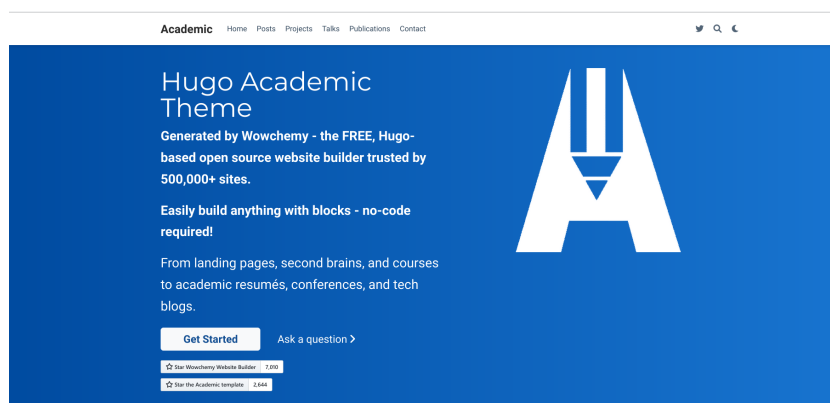 Academic Home Posts Projects Talks Publications Contact
Hugo Academic
Theme
Generated by Wowchemy - the FREE, Hugo-
based open source website builder trusted by
500,000+ sites.
Easily build anything with blocks - no-code
required!
From landing pages, second brains, and courses
to academic resumés, conferences, and tech
blogs.
Get Started Ask a question
Star Wowchemy Website Builder 7,010
Star the Academic template 2,644